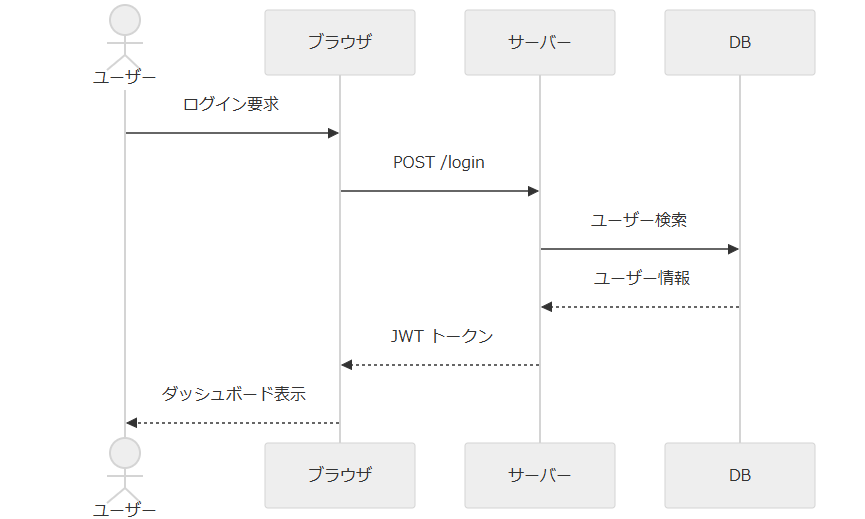 ユーザー
ブラウザ
サーバー
DB
ログイン要求
POST /login
ユーザー検索
ユーザー情報
JWT トークン
ダッシュボード表示
ユーザー
ブラウザ
サーバー
DB